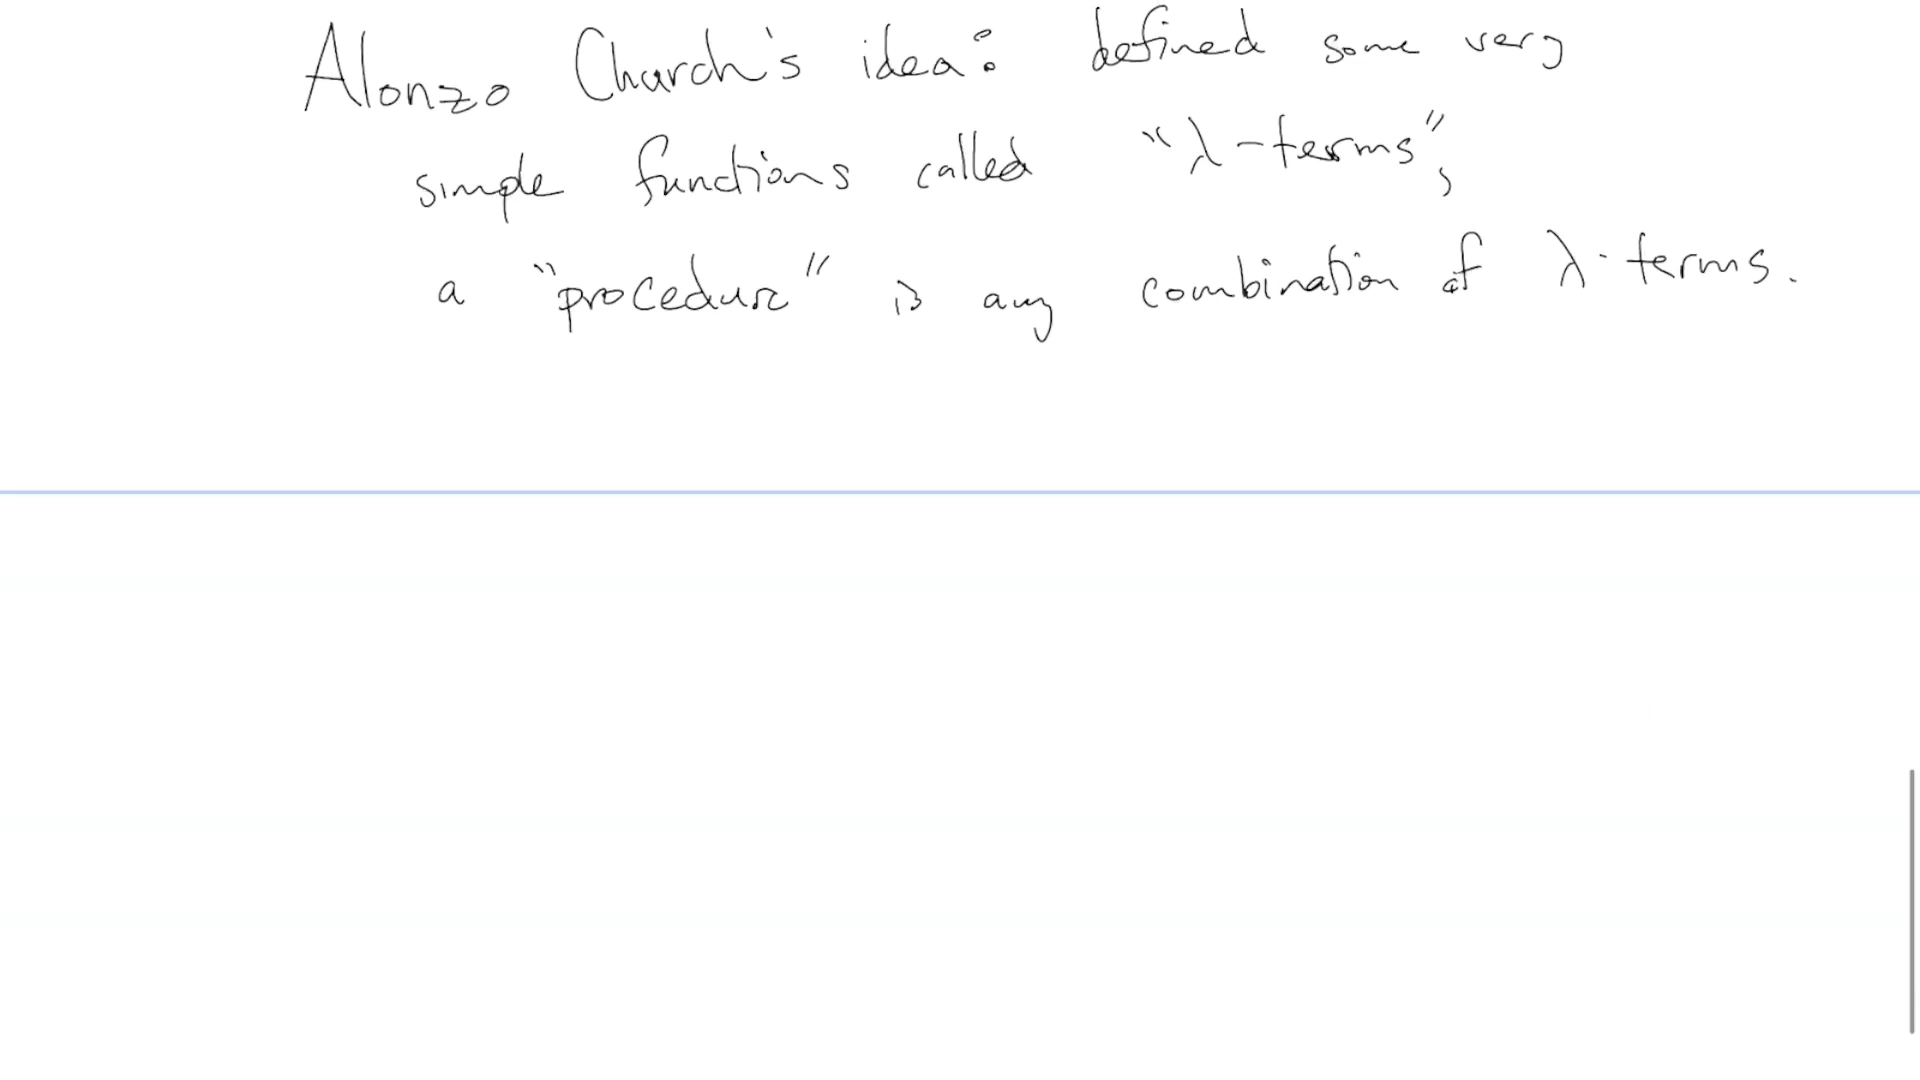 Alonzo Church's idea: defined some very
simple functions called "λ-terms",
a "procedure" is any combination of λ-terms.